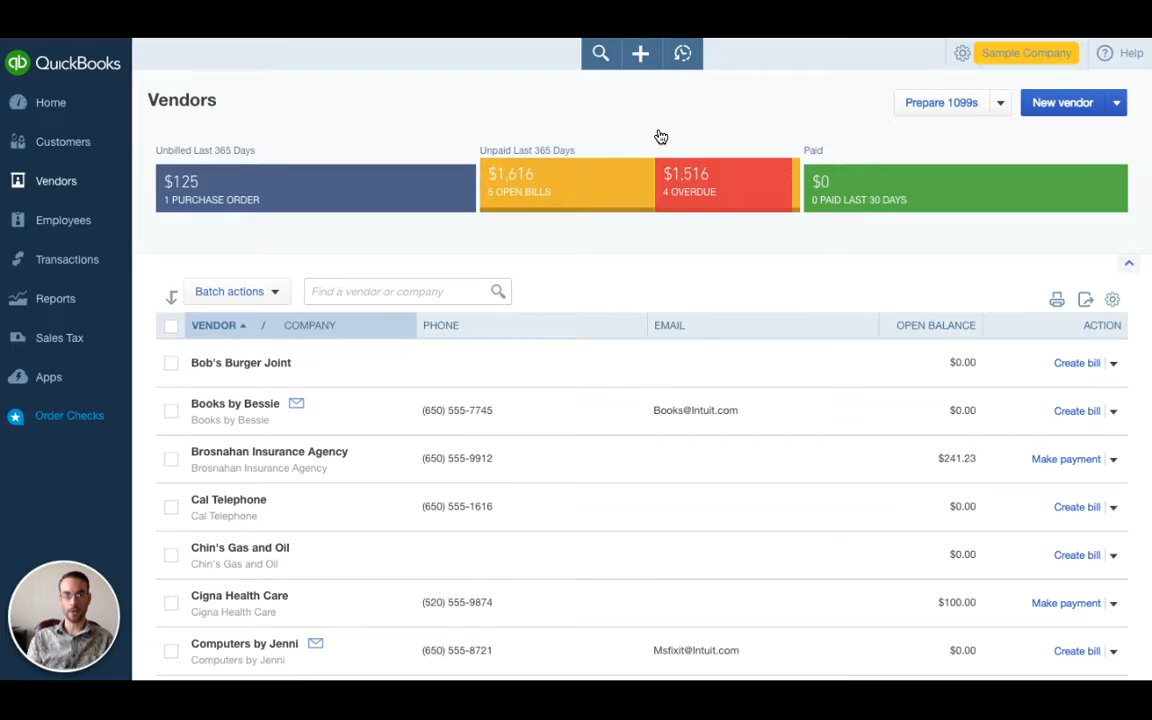 QuickBooks
Sample Company
Help
Home
Customers
Vendors
Employees
Transactions
Reports
Sales Tax
Apps
Order Checks
Vendors
Prepare 1099s
New vendor
Unbilled Last 365 Days
Unpaid Last 365 Days
Paid
$125
1 PURCHASE ORDER
$1,616
5 OPEN BILLS
$1,516
4 OVERDUE
$0
0 PAID LAST 30 DAYS
Batch actions
Find a vendor or company
VENDOR / COMPANY PHONE EMAIL OPEN BALANCE ACTION
Bob's Burger Joint $0.00 Create bill
Books by Bessie (650) 555-7745 Books@Intuit.com $0.00 Create bill
Books by Bessie
Brosnahan Insurance Agency (650) 555-9912 $241.23 Make payment
Brosnahan Insurance Agency
Cal Telephone (650) 555-1616 $0.00 Create bill
Cal Telephone
Chin's Gas and Oil $0.00 Create bill
Chin's Gas and Oil
Cigna Health Care (520) 555-9874 $100.00 Make payment
Cigna Health Care
Computers by Jenni (650) 555-8721 Msfixit@Intuit.com $0.00 Create bill
Computers by Jenni